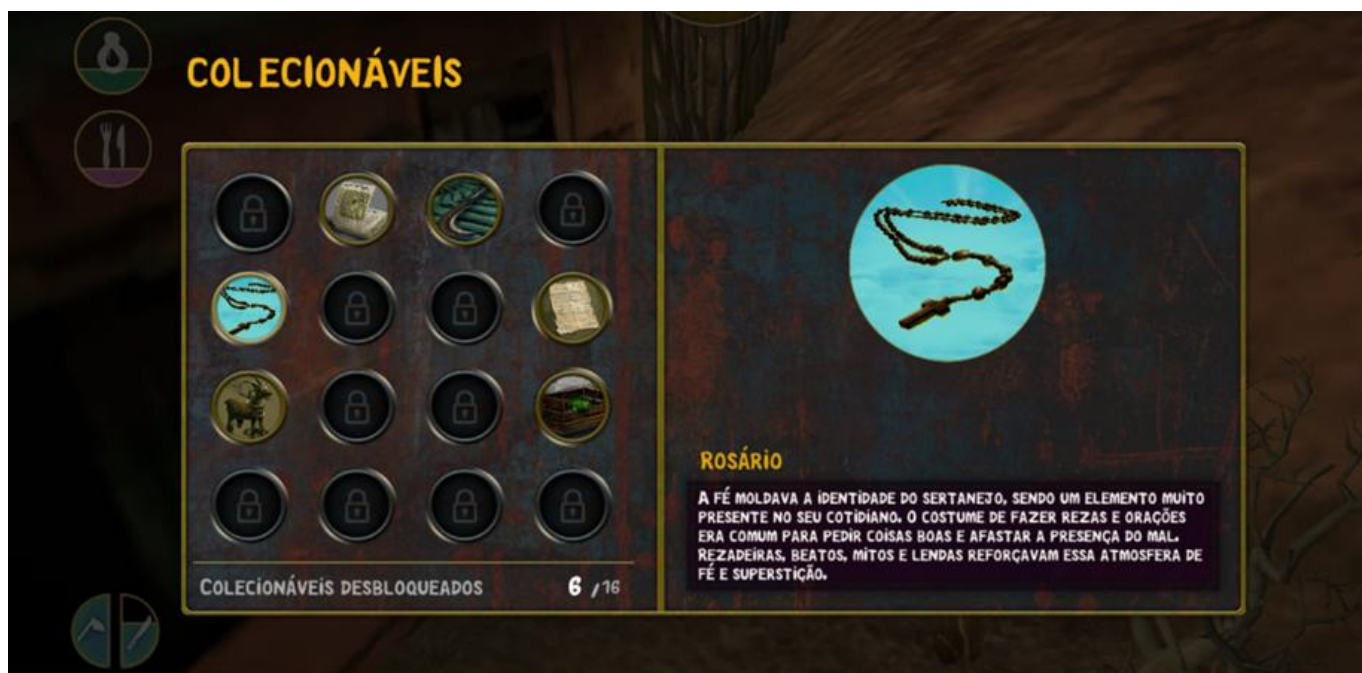 COLECIONÁVEIS
ROSÁRIO
A FÉ MOLDAVA A IDENTIDADE DO SERTANEJO, SENDO UM ELEMENTO MUITO
PRESENTE NO SEU COTIDIANO. O COSTUME DE FAZER REZAS E ORAÇÕES
ERA COMUM PARA PEDIR COISAS BOAS E AFASTAR A PRESENÇA DO MAL.
REZADEIRAS, BEATOS, MITOS E LENDAS REFORÇAVAM ESSA ATMOSFERA DE
FÉ E SUPERSTIÇÃO.
COLECIONÁVEIS DESBLOQUEADOS 6 /16